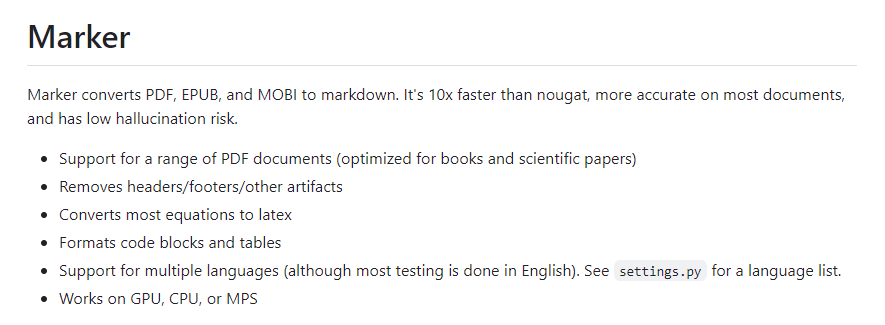 Marker
Marker converts PDF, EPUB, and MOBI to markdown. It's 10x faster than nougat, more accurate on most documents,
and has low hallucination risk.
• Support for a range of PDF documents (optimized for books and scientific papers)
• Removes headers/footers/other artifacts
• Converts most equations to latex
• Formats code blocks and tables
• Support for multiple languages (although most testing is done in English). See settings.py for a language list.
• Works on GPU, CPU, or MPS